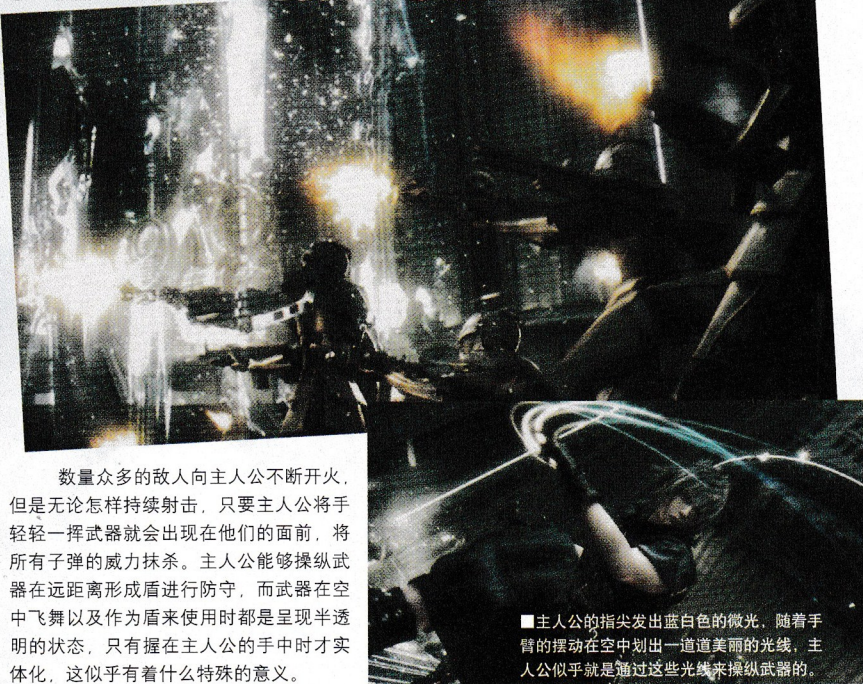 数量众多的敌人向主人公不断开火，
但是无论怎样持续射击，只要主人公将手
轻轻一挥武器就会出现在他们的面前，将
所有子弹的威力抹杀。主人公能够操纵武
器在远距离形成盾进行防守，而武器在空
中飞舞以及作为盾来使用时都是呈现半透
明的状态，只有握在主人公的手中时才实
体化，这似乎有着什么特殊的意义。
■主人公的指尖发出蓝白色的微光，随着手
臂的摆动在空中划出一道道美丽的光线，主
人公似乎就是通过这些光线来操纵武器的。